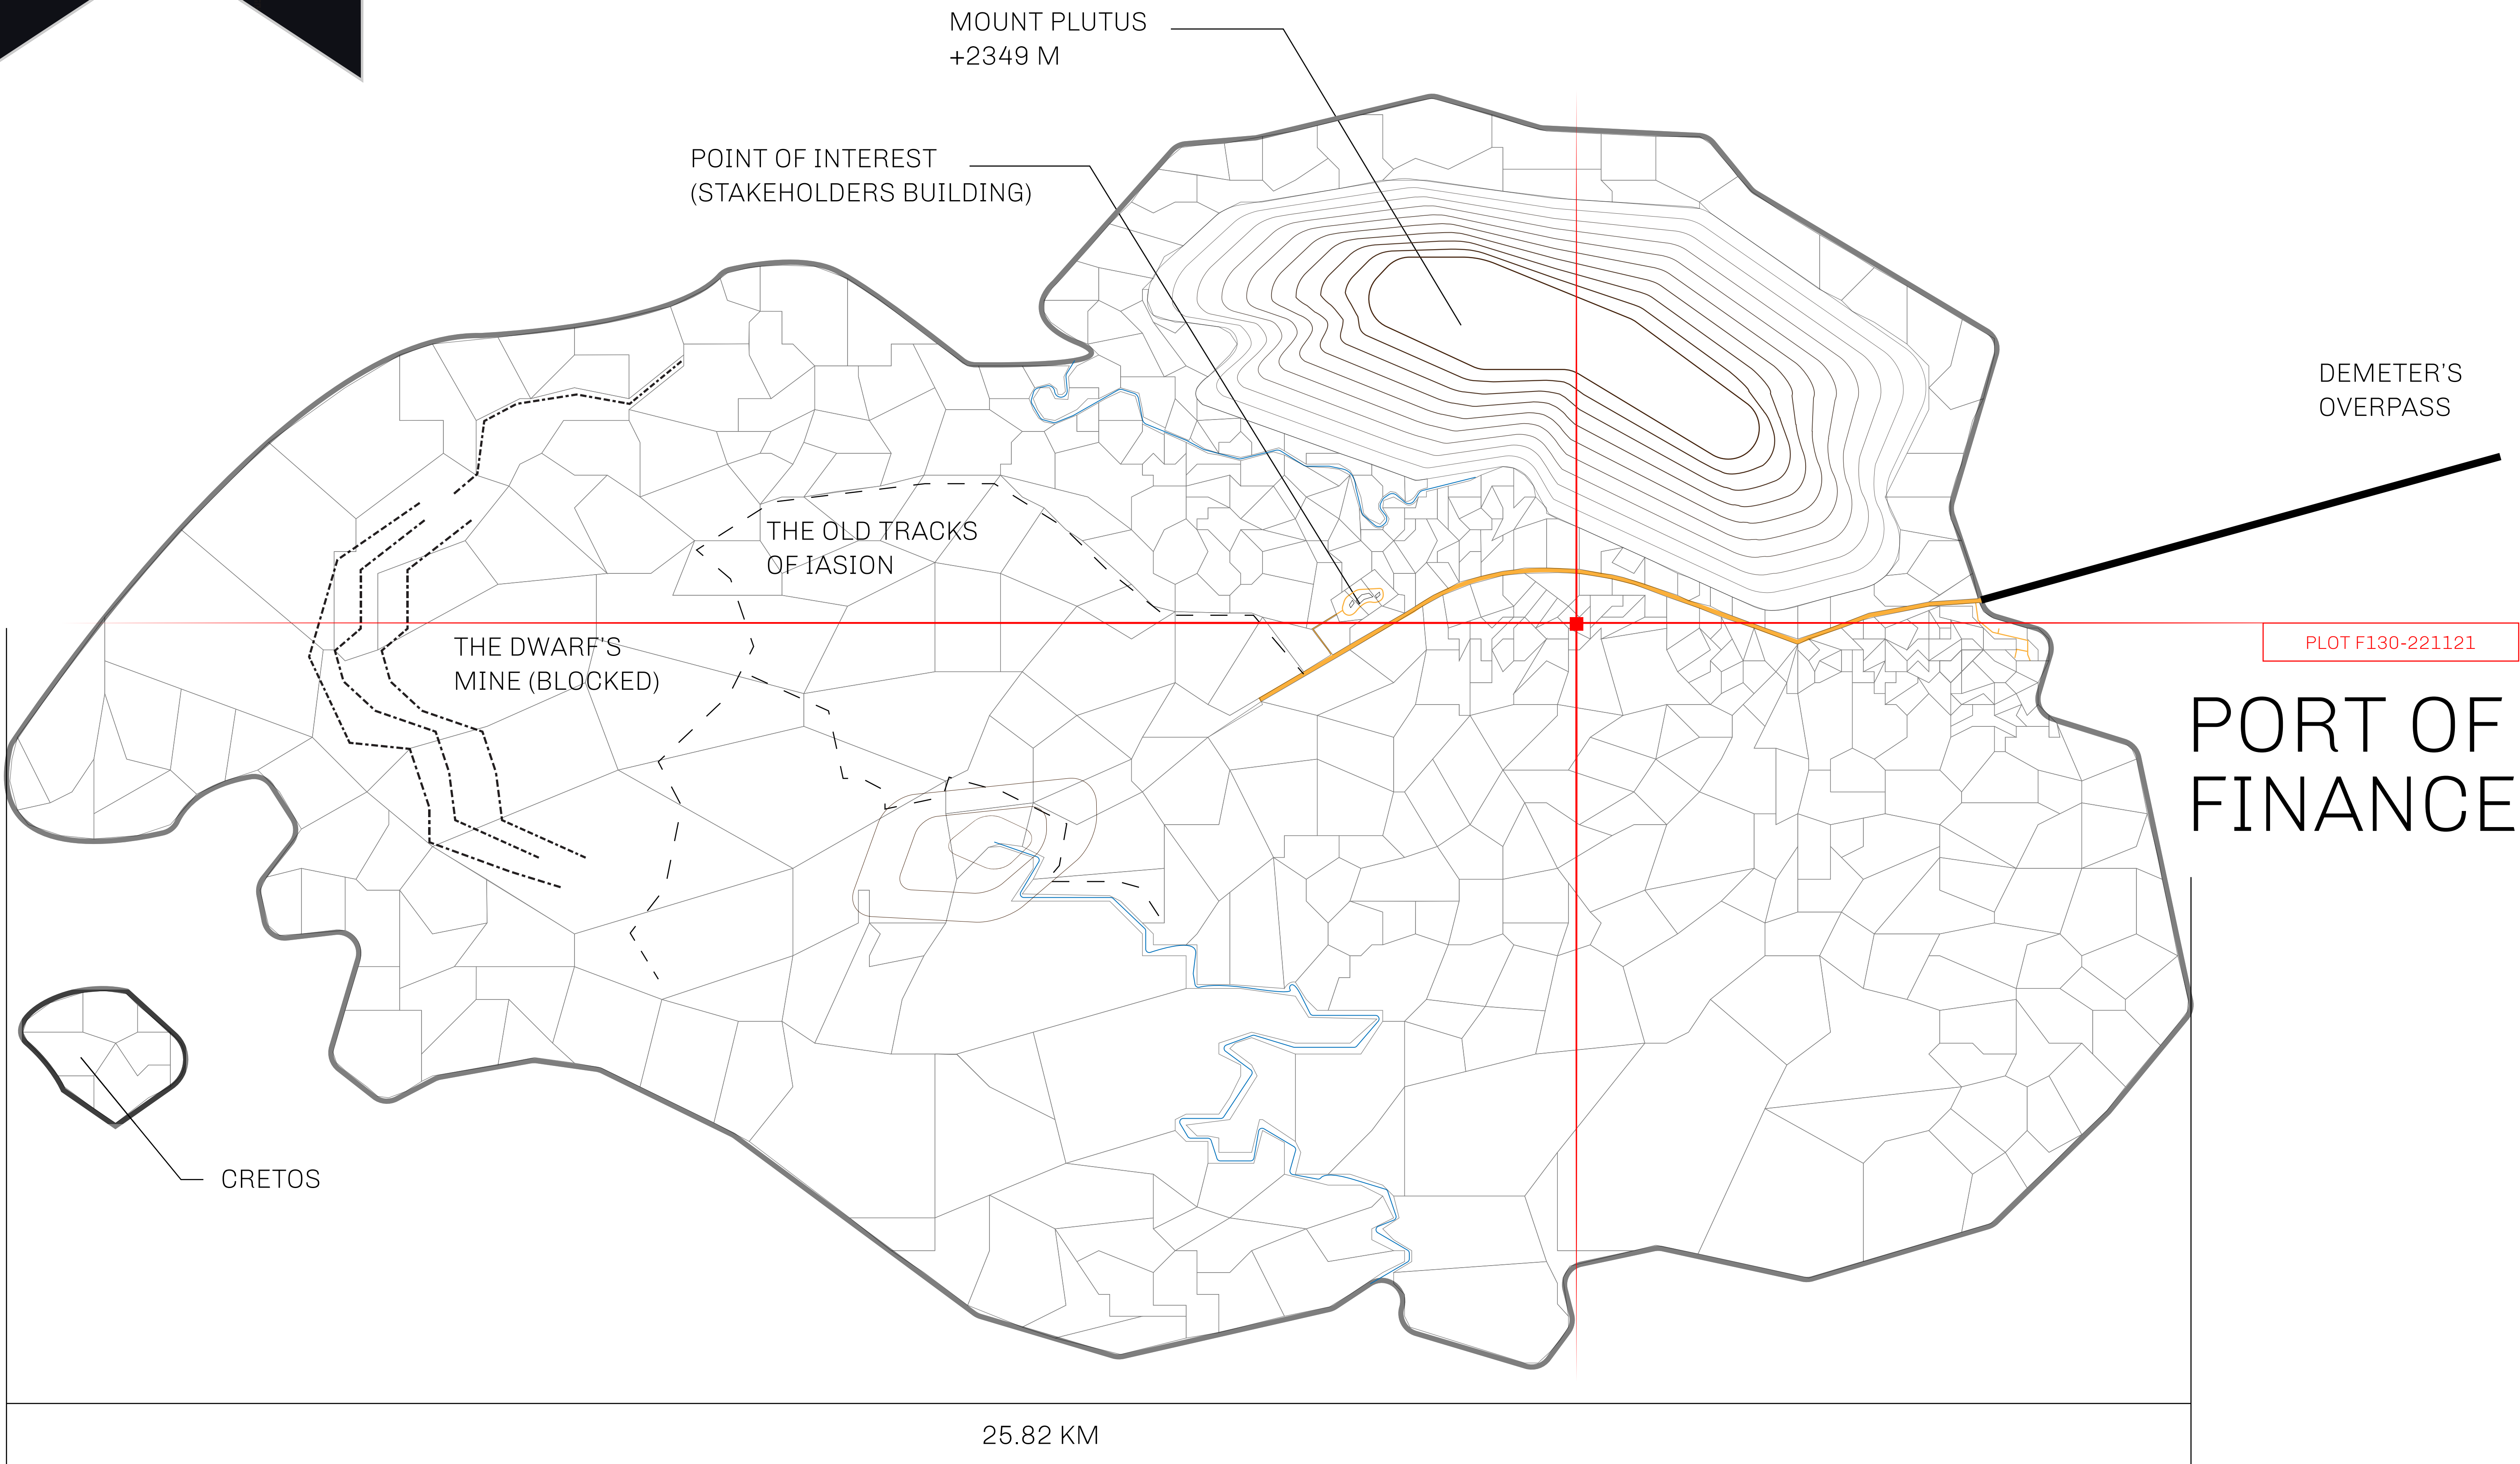 MOUNT PLUTUS
+2349 M
POINT OF INTEREST
(STAKEHOLDERS BUILDING)
DEMETER'S
OVERPASS
THE OLD TRACKS
OF IASION
THE DWARF'S
MINE (BLOCKED)
PLOT F130-221121
PORT OF
FINANCE
CRETOS
25.82 KM